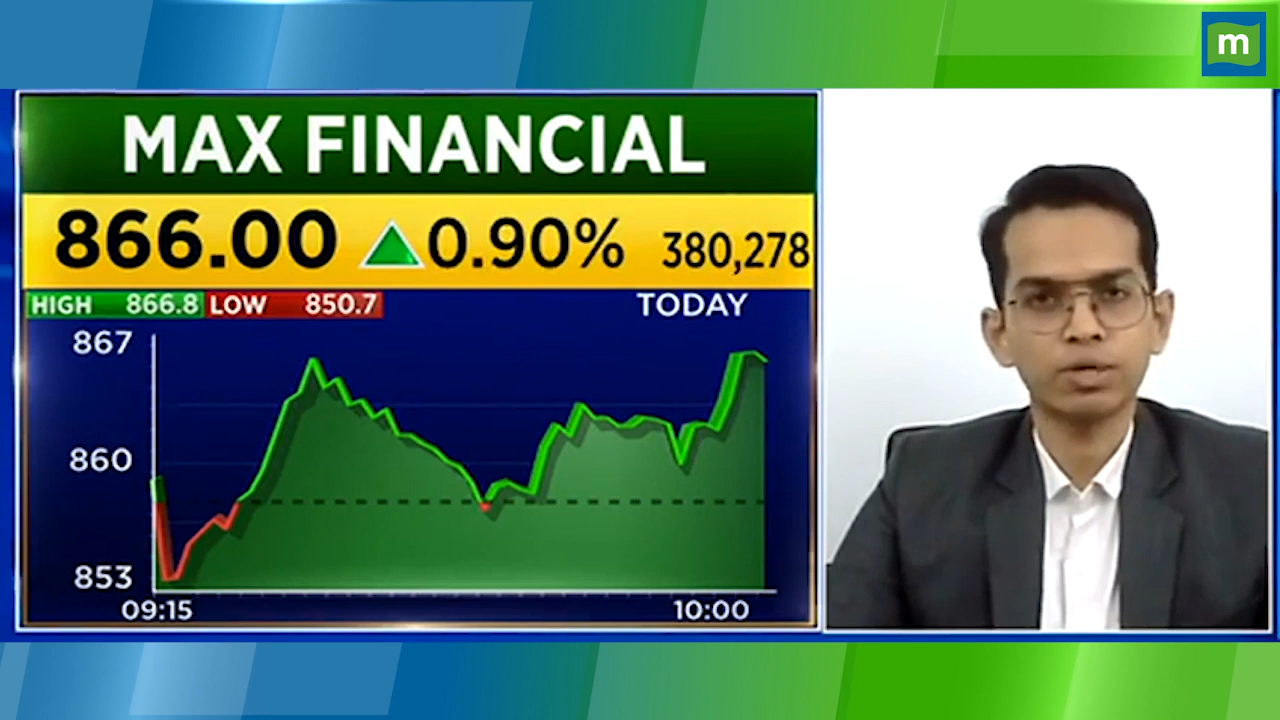 m
MAX FINANCIAL
866.00 ▲ 0.90% 380,278
HIGH 866.8 LOW 850.7 TODAY
867
860
853
09:15 10:00